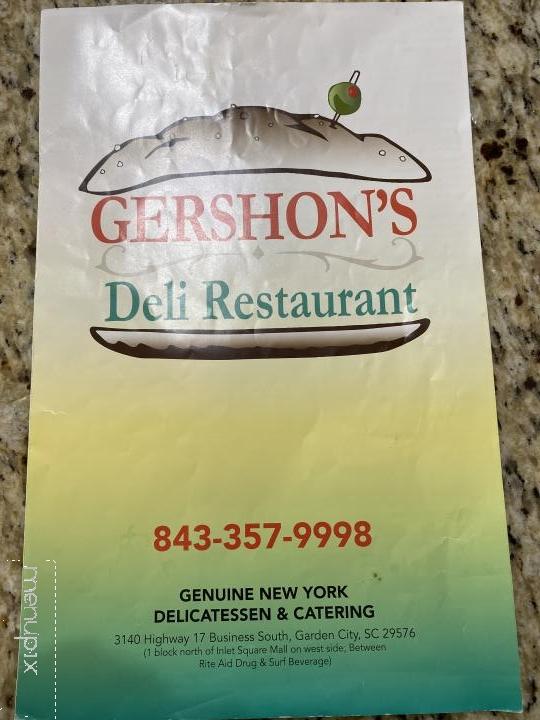 GERSHON'S
Deli Restaurant
843-357-9998
GENUINE NEW YORK
DELICATESSEN & CATERING
3140 Highway 17 Business South, Garden City, SC 29576
(1 block north of Inlet Square Mall on west side; Between
Rite Aid Drug & Surf Beverage)
menupix